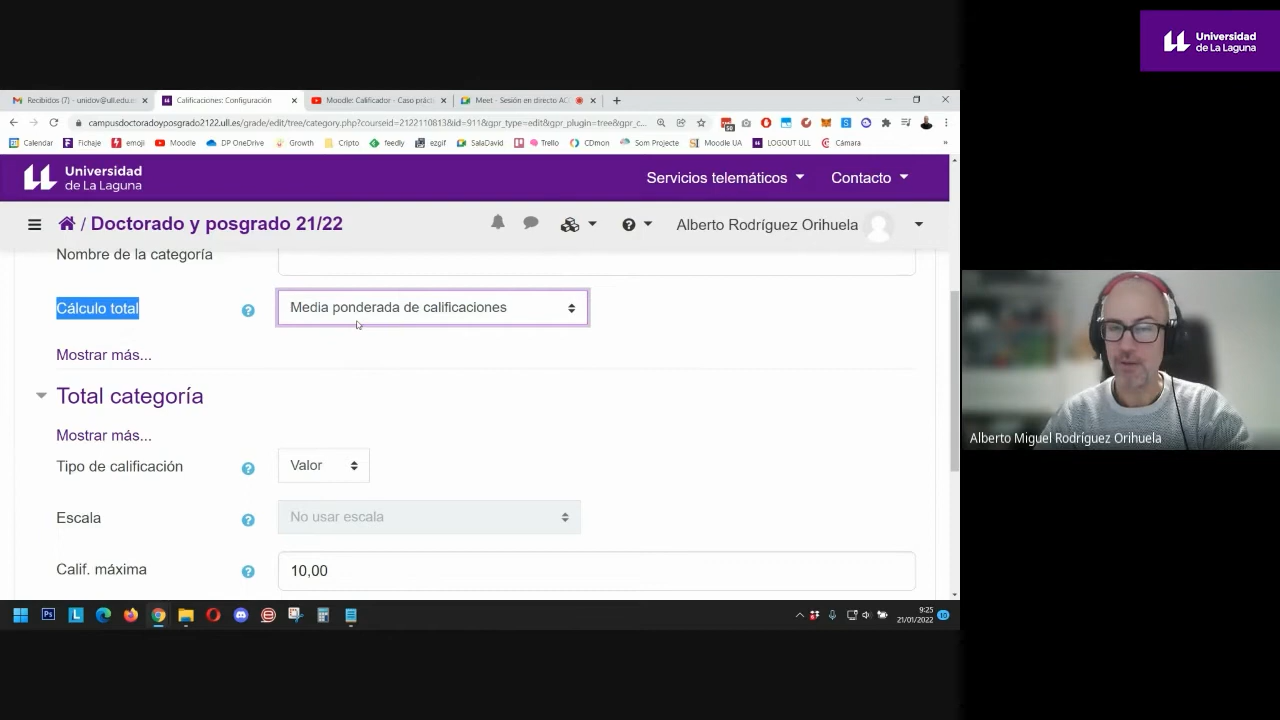 Universidad
de La Laguna
Recibidos (7) - unidov@ull.edu.e
Calificaciones: Configuración
Moodle: Calificador - Caso prácti
Meet - Sesión en directo AC
campusdoctoradoyposgrado2122.ull.es/grade/edit/tree/category.php?courseid=2122110813&id=911&gpr_type=edit&gpr_plugin=tree&gpr_c...
Calendar
Fichaje
emoji
Moodle
DP OneDrive
Growth
Cripto
feedly
ezgif
SalaDavid
Trello
CDmon
Som Projecte
Moodle UA
LOGOUT ULL
Cámara
Universidad
de La Laguna
Servicios telemáticos
Contacto
/ Doctorado y posgrado 21/22
Alberto Rodríguez Orihuela
Nombre de la categoría
Cálculo total
Media ponderada de calificaciones
Mostrar más...
Total categoría
Mostrar más...
Tipo de calificación
Valor
Escala
No usar escala
Calif. máxima
10,00
Alberto Miguel Rodríguez Orihuela
9:25
21/01/2022